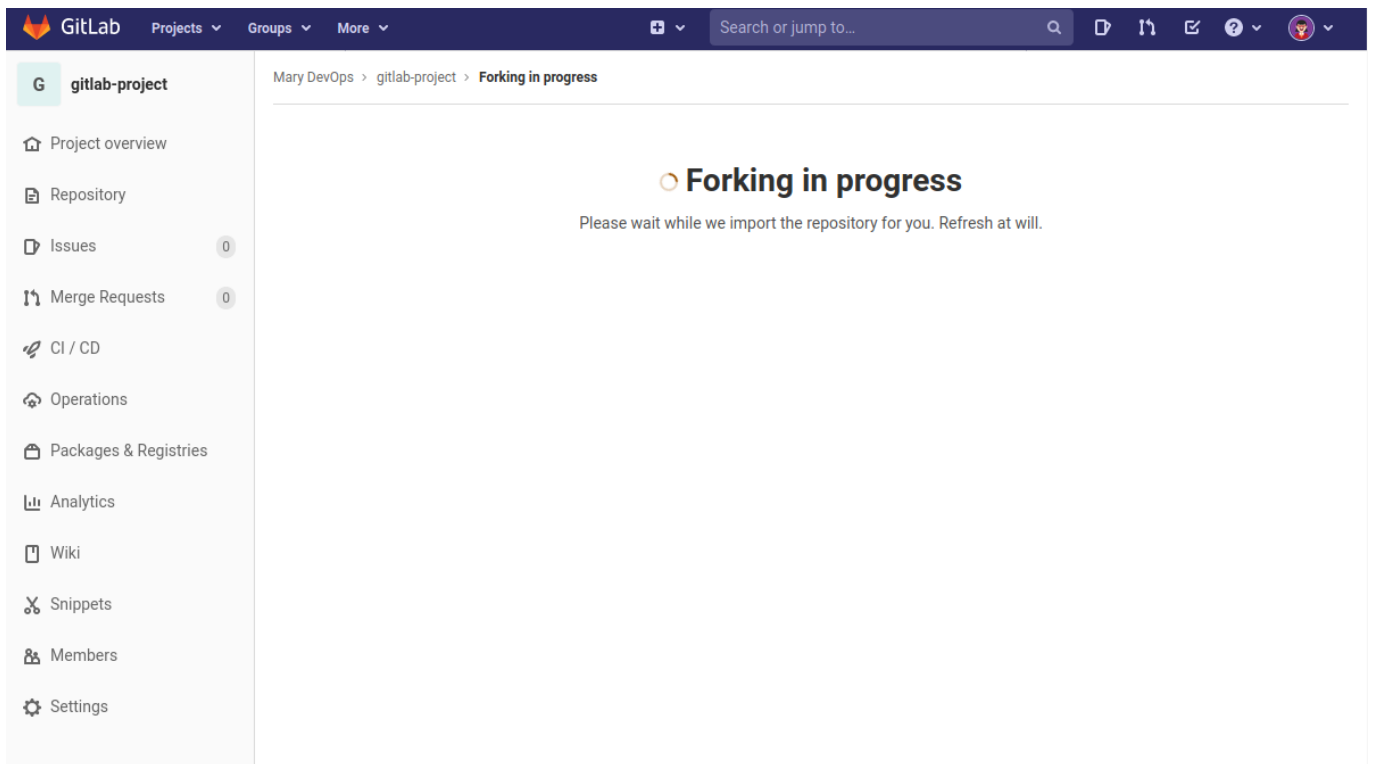 GitLab Projects Groups More Search or jump to...
G gitlab-project
Mary DevOps > gitlab-project > Forking in progress
Project overview
Repository
Issues 0
Merge Requests 0
CI / CD
Operations
Packages & Registries
Analytics
Wiki
Snippets
Members
Settings
Forking in progress
Please wait while we import the repository for you. Refresh at will.